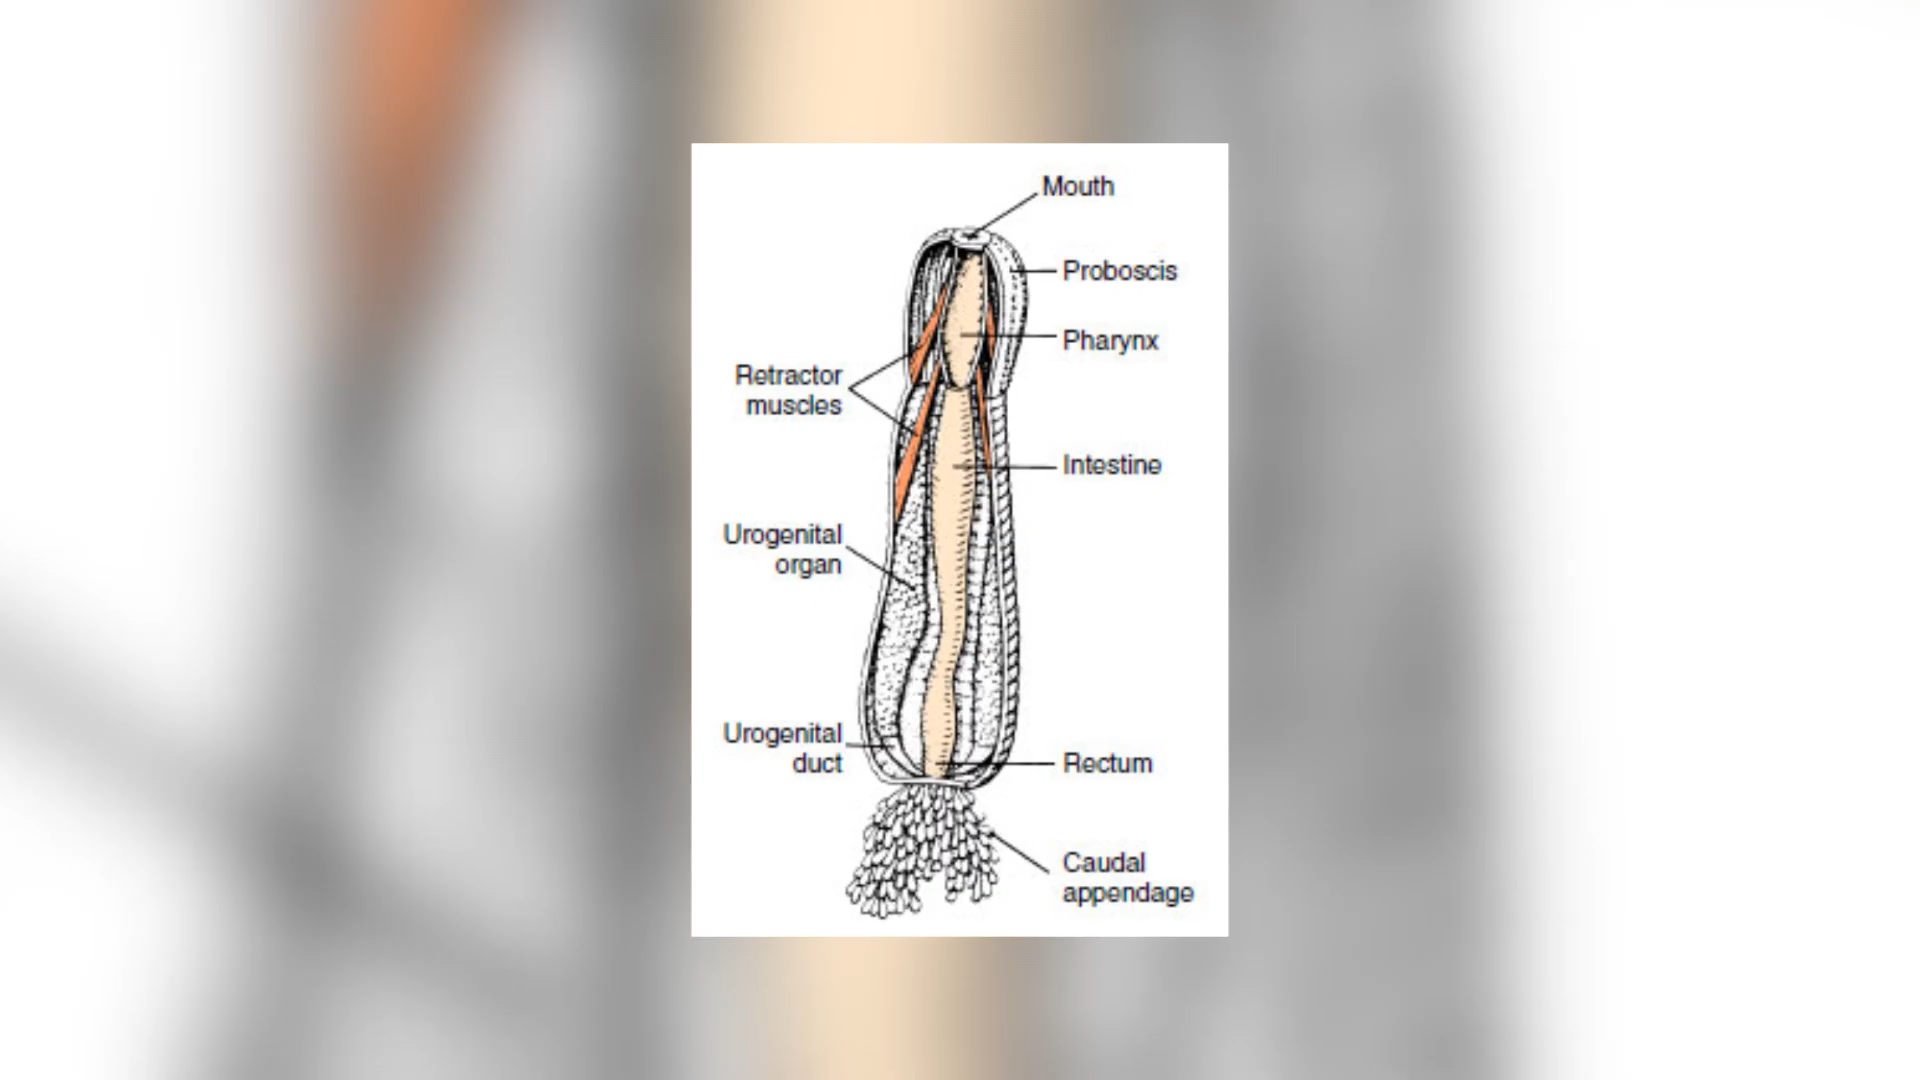 Mouth
Proboscis
Pharynx
Retractor
muscles
Intestine
Urogenital
organ
Urogenital
duct
Rectum
Caudal
appendage